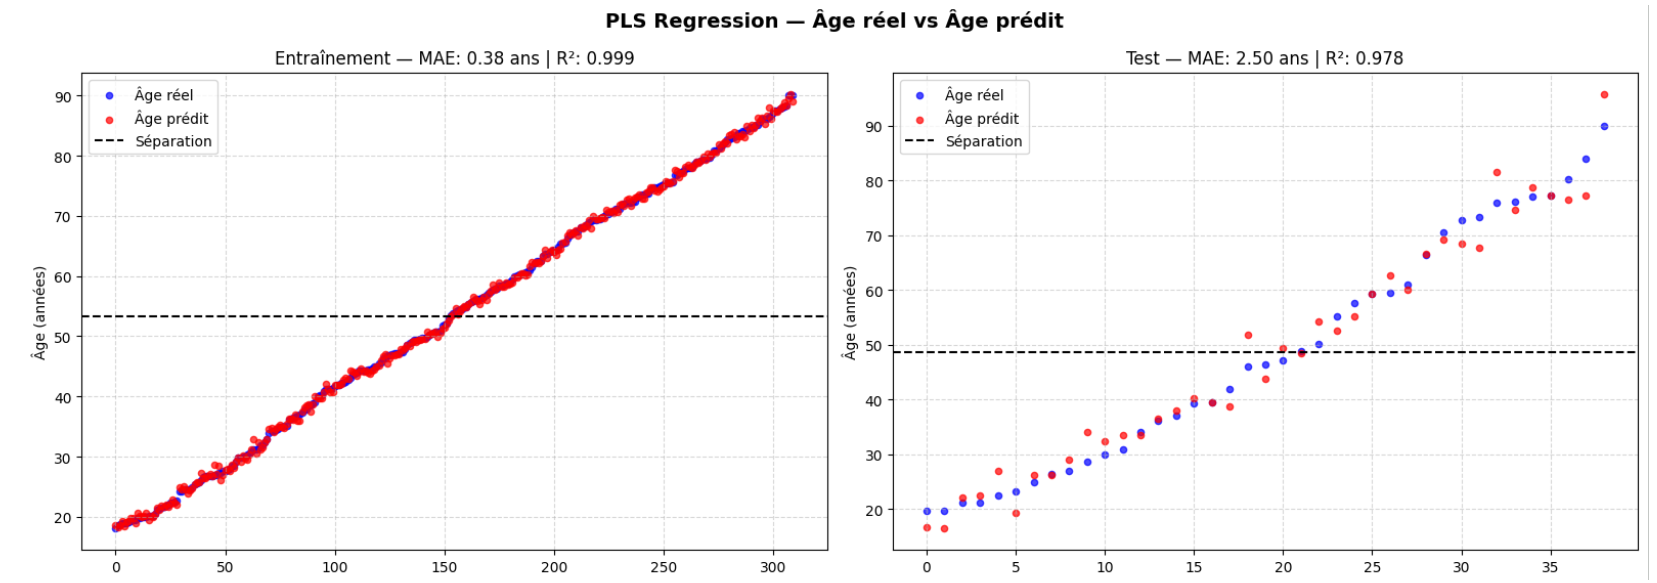 PLS Regression — Âge réel vs Âge prédit
Entraînement — MAE: 0.38 ans | R²: 0.999
Âge réel
Âge prédit
Séparation
Âge (années)
90
80
70
60
50
40
30
20
0
50
100
150
200
250
300
Test — MAE: 2.50 ans | R²: 0.978
Âge réel
Âge prédit
Séparation
Âge (années)
90
80
70
60
50
40
30
20
0
5
10
15
20
25
30
35